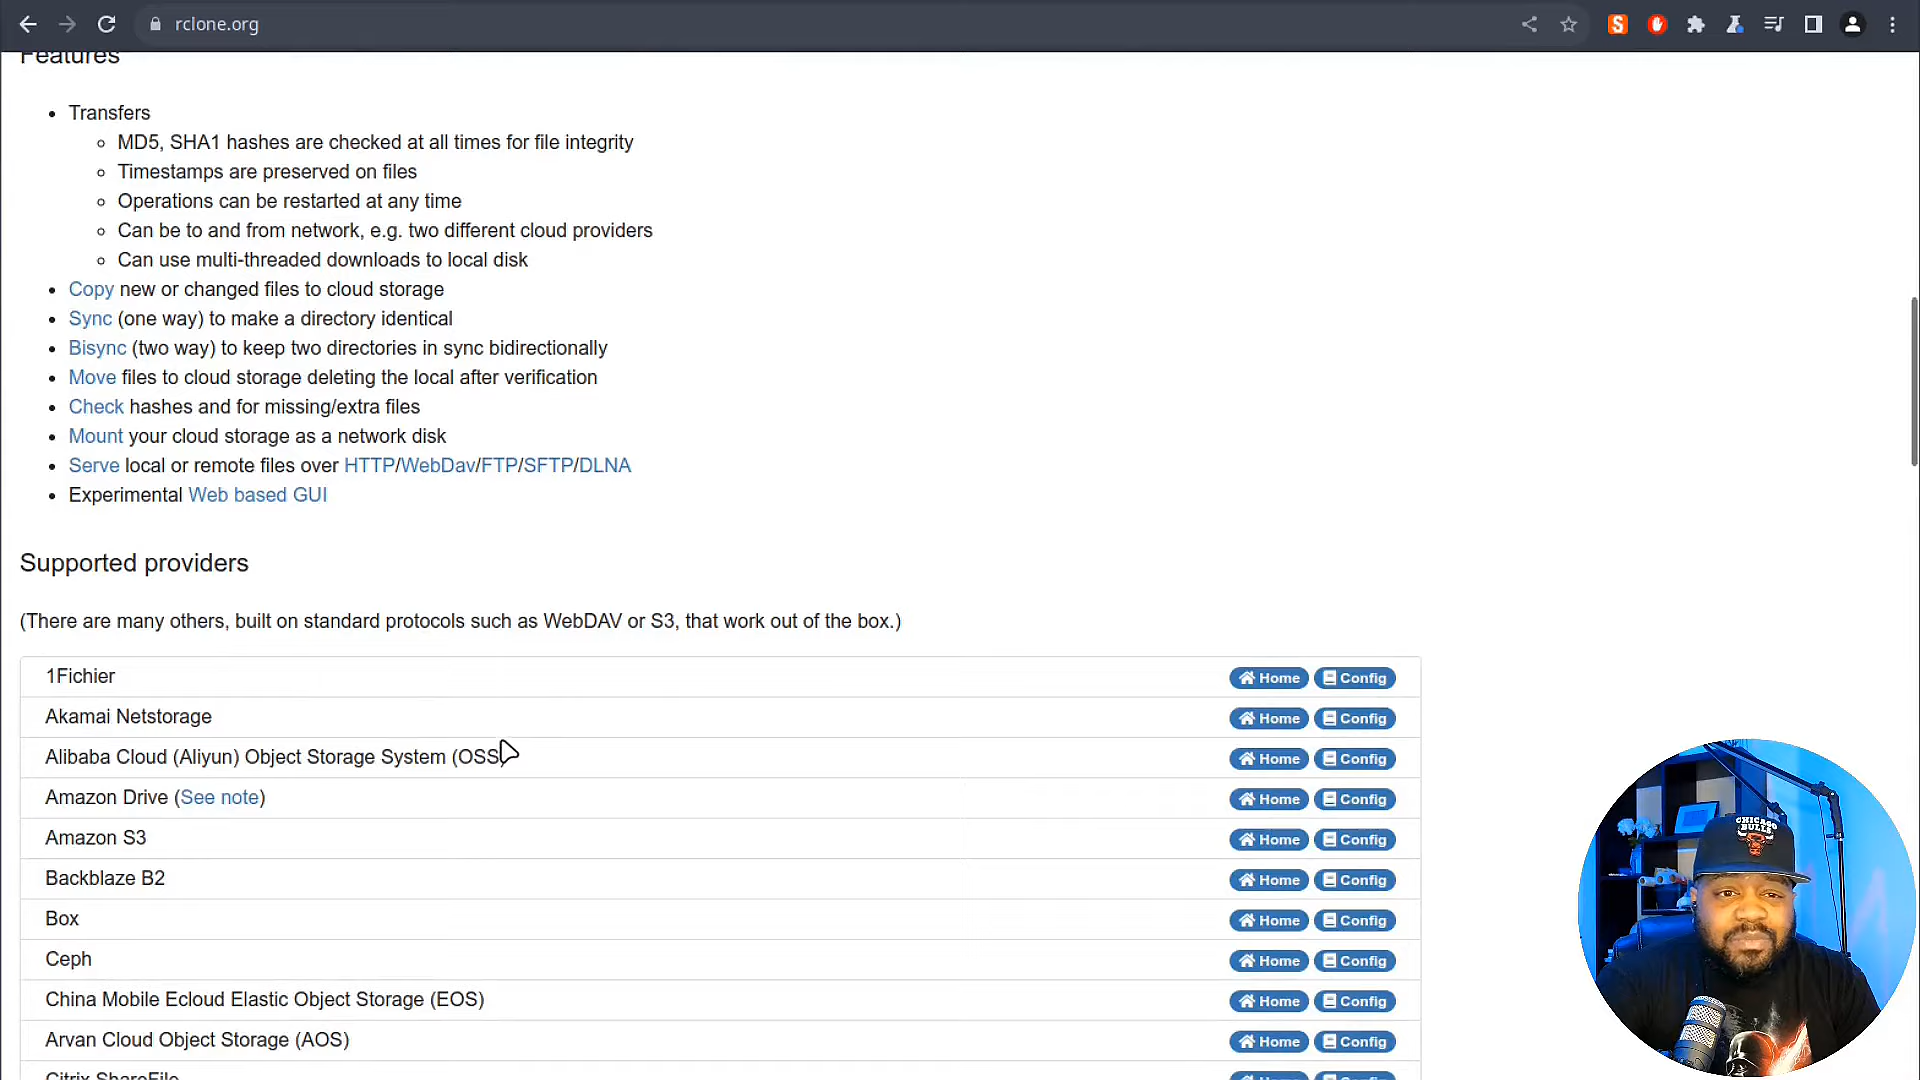 rclone.org
Features
Transfers
MD5, SHA1 hashes are checked at all times for file integrity
Timestamps are preserved on files
Operations can be restarted at any time
Can be to and from network, e.g. two different cloud providers
Can use multi-threaded downloads to local disk
Copy new or changed files to cloud storage
Sync (one way) to make a directory identical
Bisync (two way) to keep two directories in sync bidirectionally
Move files to cloud storage deleting the local after verification
Check hashes and for missing/extra files
Mount your cloud storage as a network disk
Serve local or remote files over HTTP/WebDav/FTP/SFTP/DLNA
Experimental Web based GUI
Supported providers
(There are many others, built on standard protocols such as WebDAV or S3, that work out of the box.)
1Fichier Home Config
Akamai Netstorage Home Config
Alibaba Cloud (Aliyun) Object Storage System (OSS) Home Config
Amazon Drive (See note) Home Config
Amazon S3 Home Config
Backblaze B2 Home Config
Box Home Config
Ceph Home Config
China Mobile Ecloud Elastic Object Storage (EOS) Home Config
Arvan Cloud Object Storage (AOS) Home Config
Citrix ShareFile Home Config
CHICAGO
BULLS